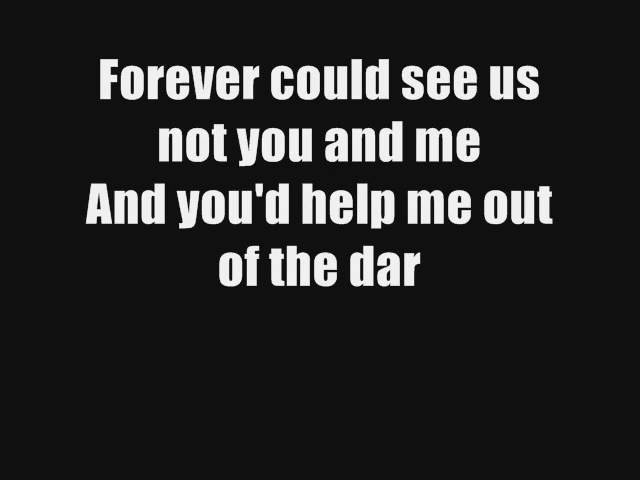 Forever could see us
not you and me
And you'd help me out
of the dar